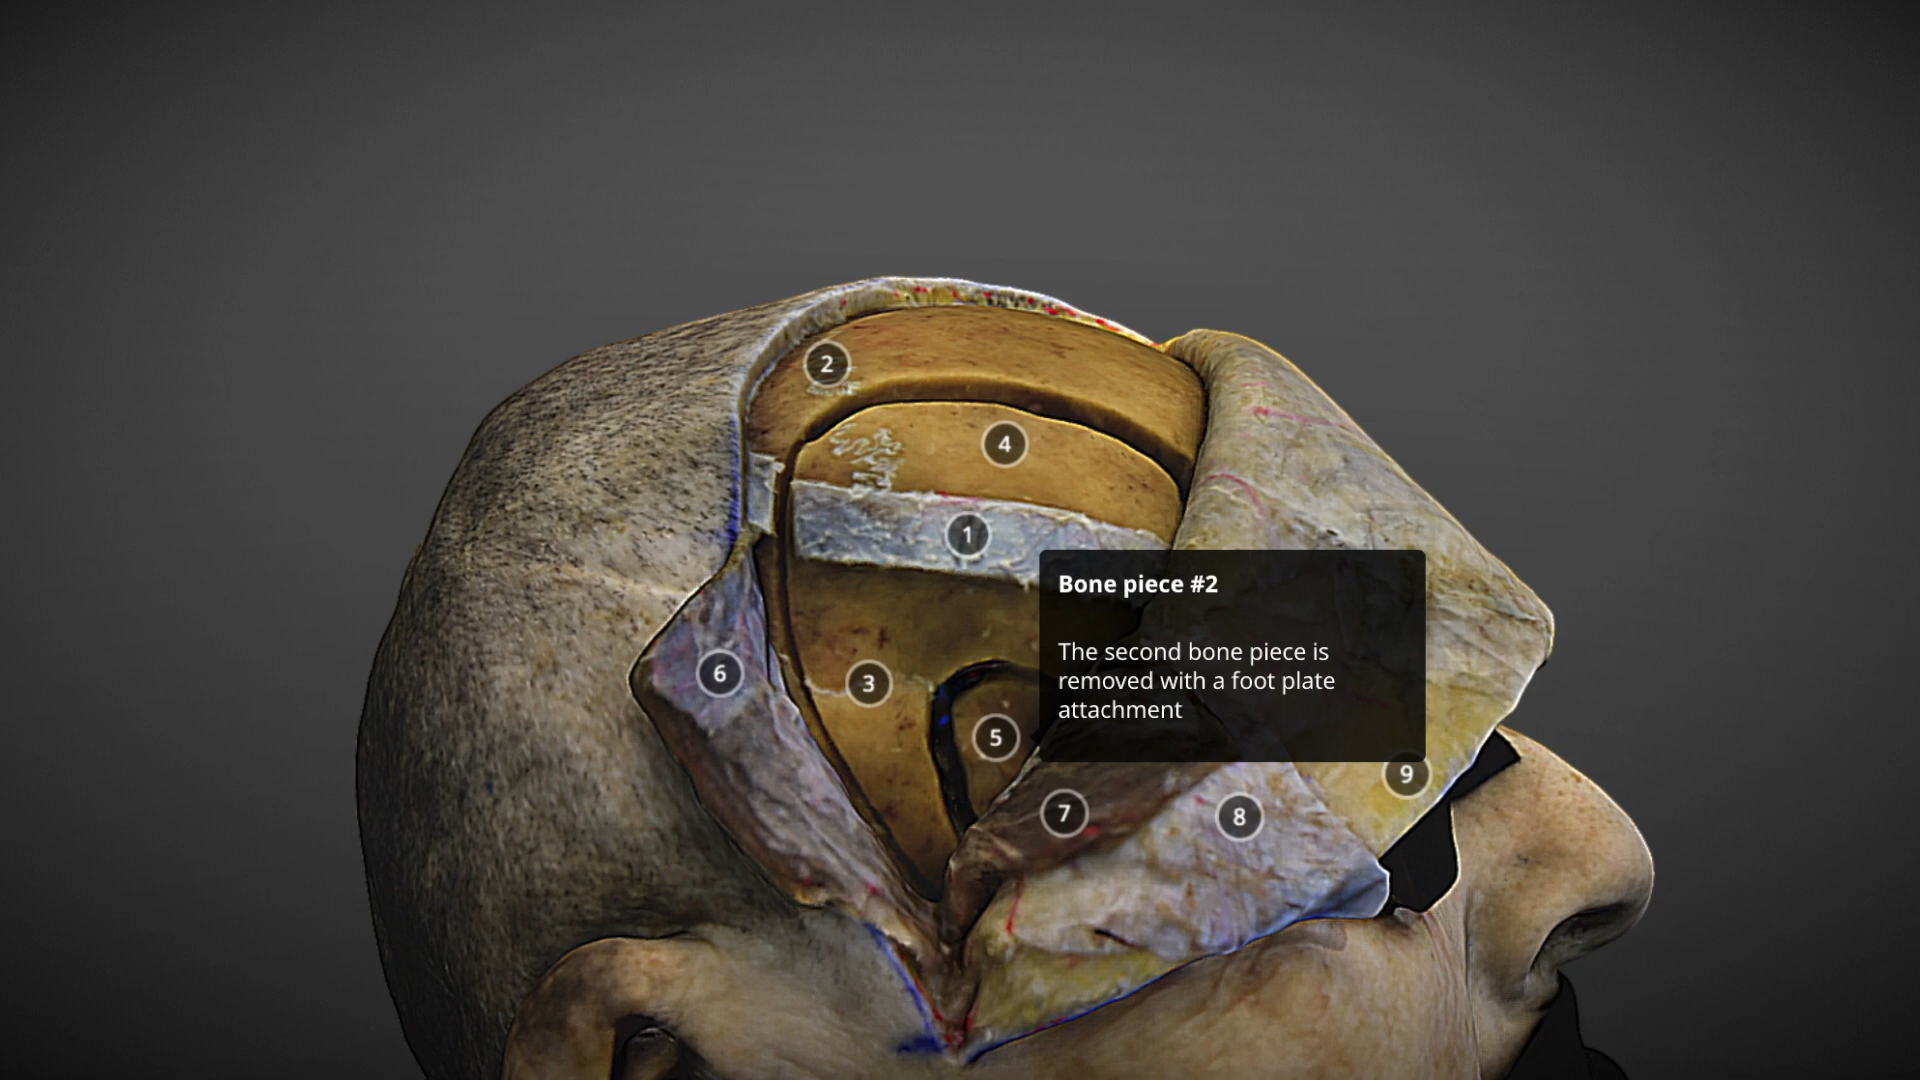 2
4
1
Bone piece #2
The second bone piece is
removed with a foot plate
attachment
6
3
5
9
7
8